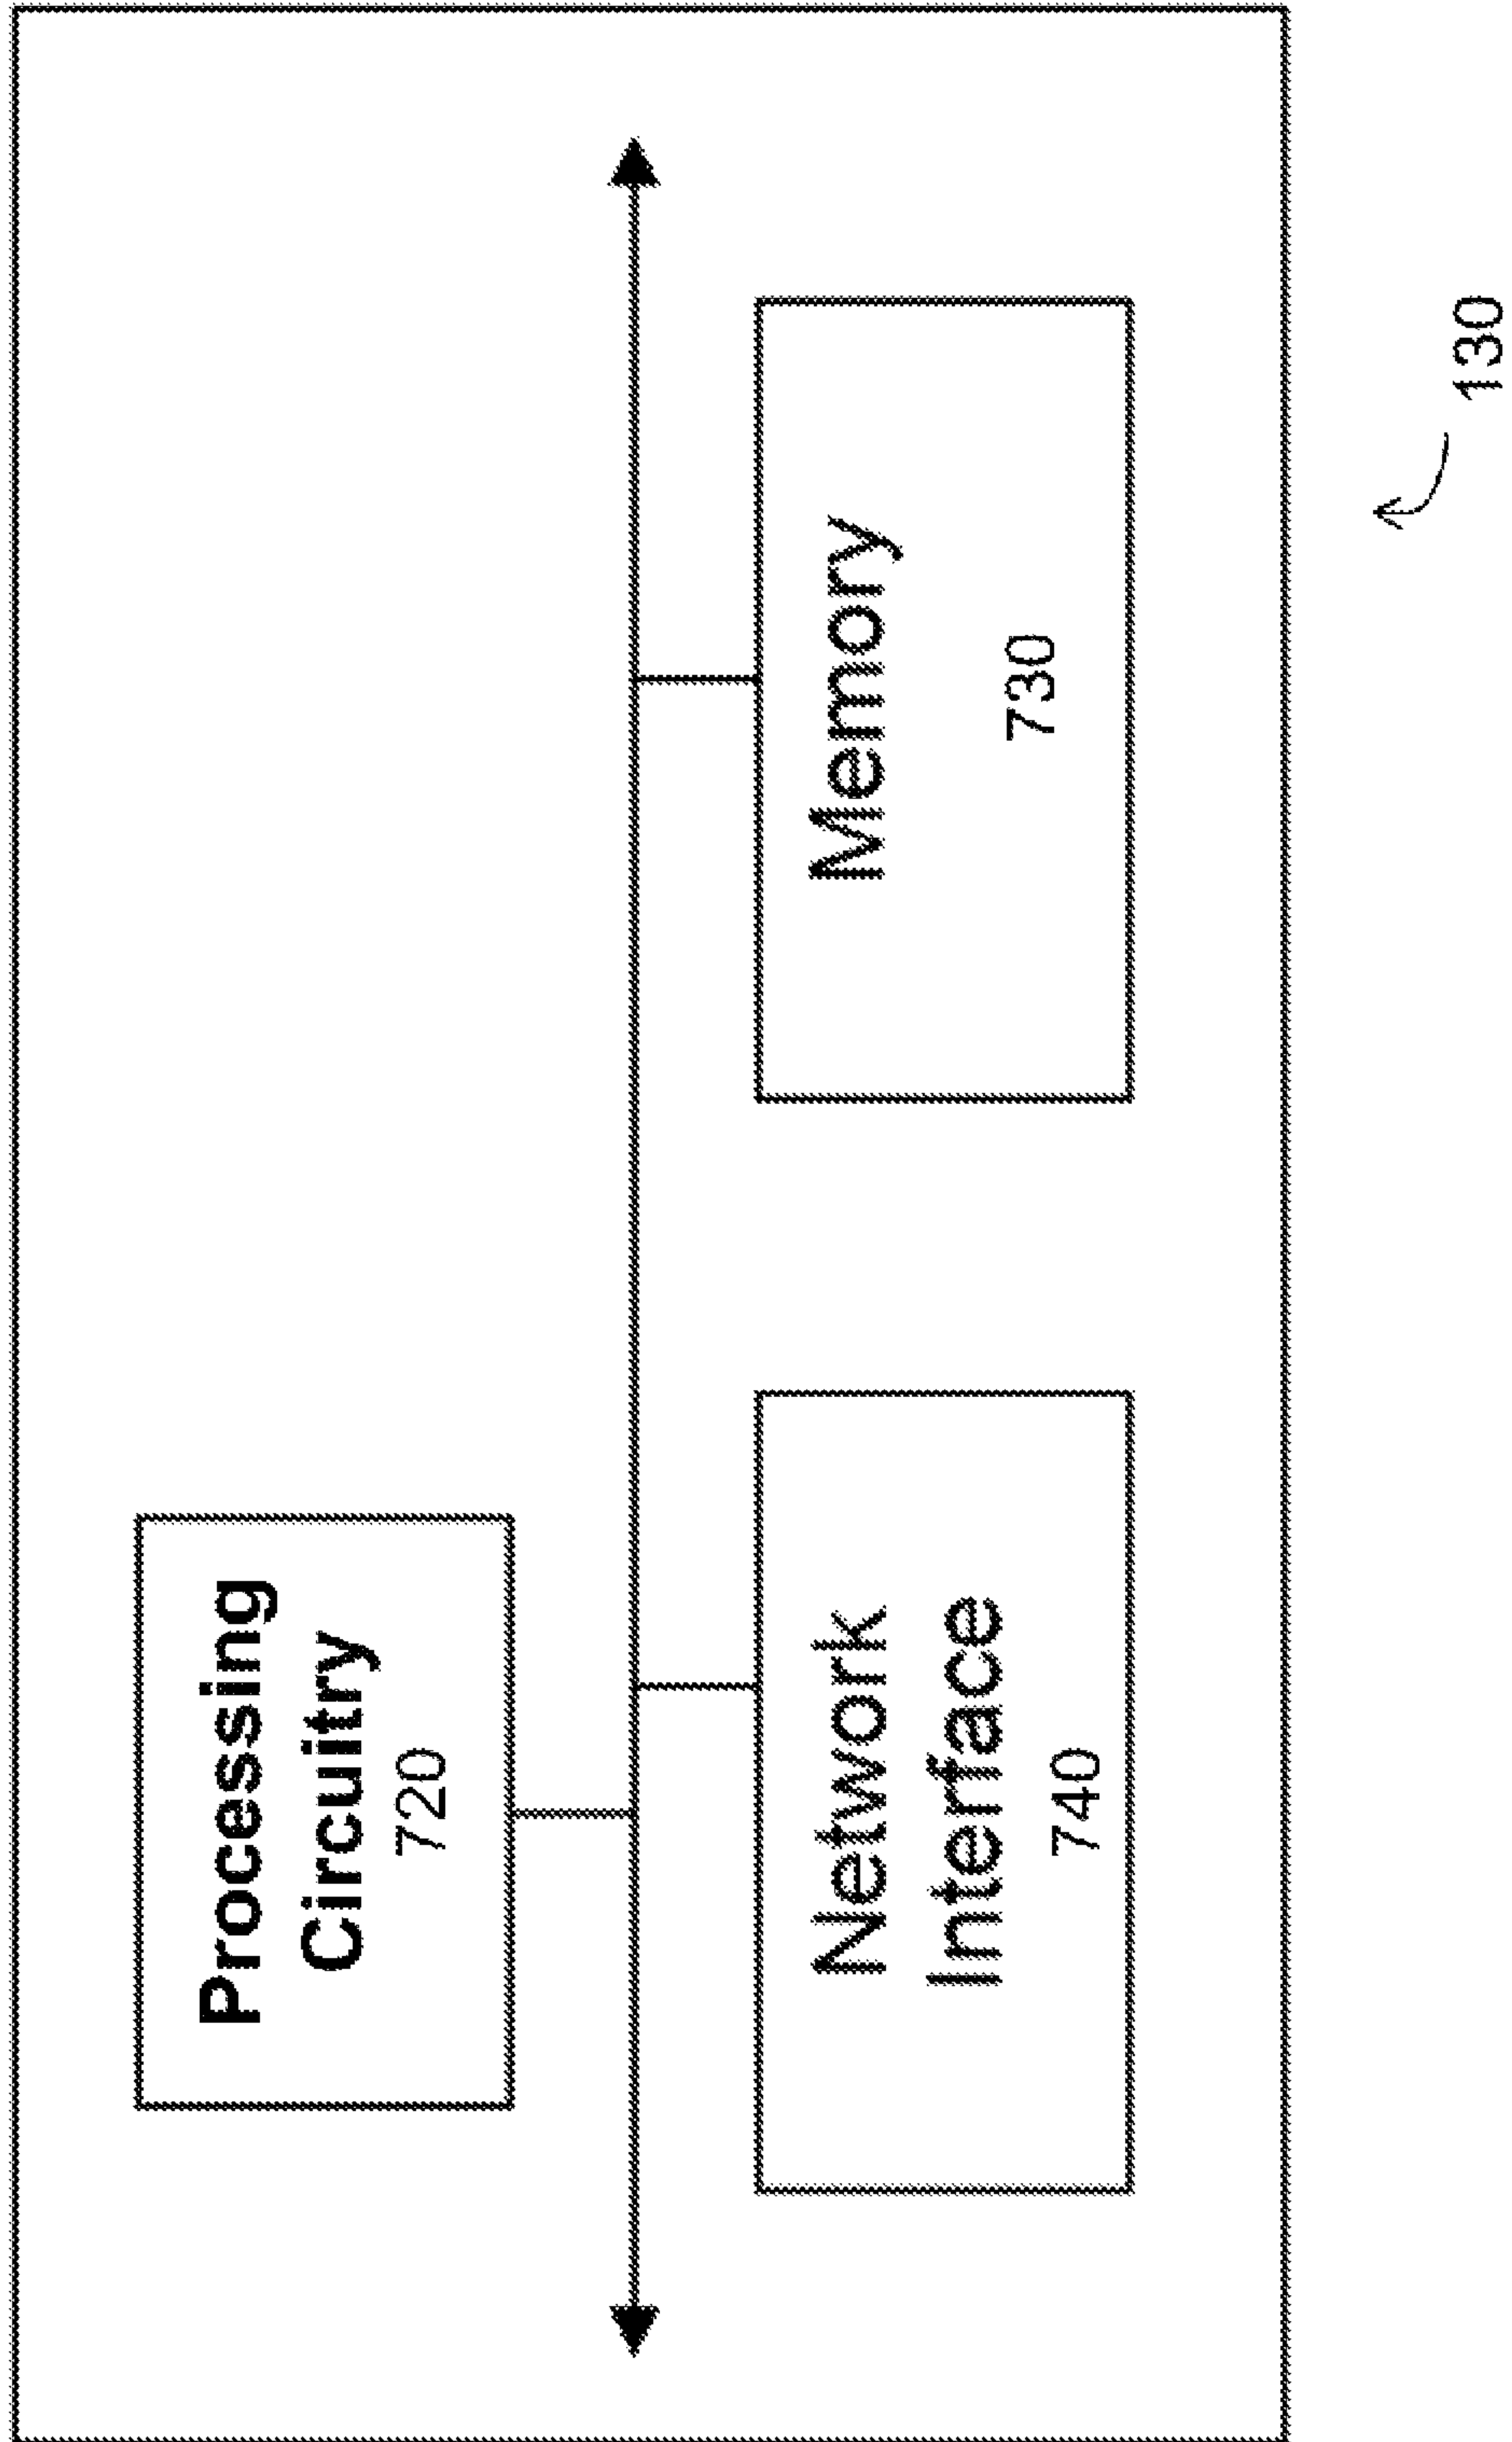 Processing
Circuitry
720
Network
Interface
740
Memory
730
130